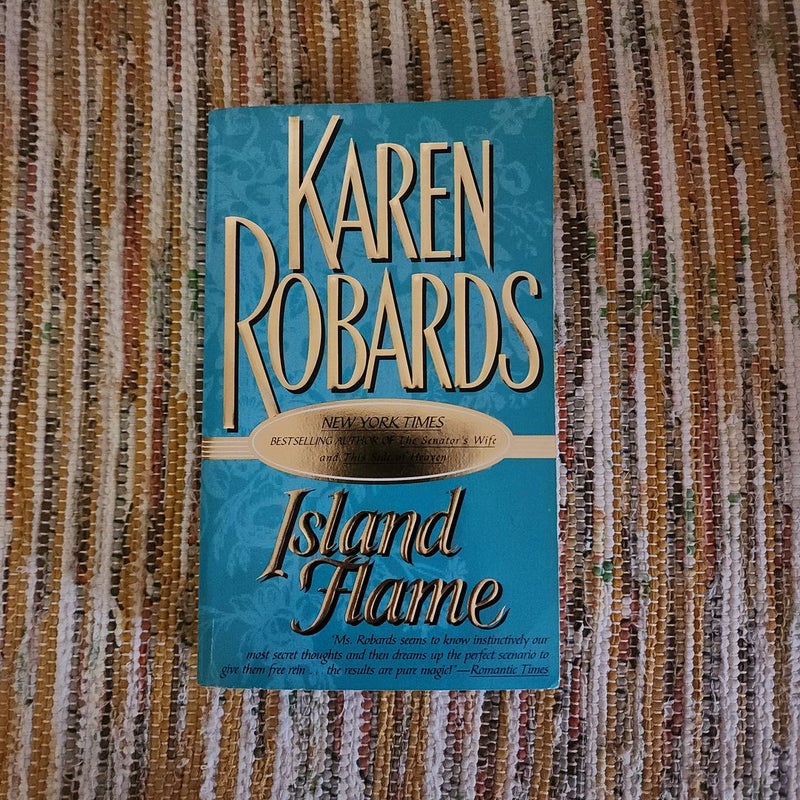 KAREN
ROBARDS
NEW YORK TIMES
BESTSELLING AUTHOR OF The Senator's Wife
and This Side of Heaven
Island
Flame
"Ms. Robards seems to know instinctively our
most secret thoughts and then dreams up the perfect scenario to
give them free rein . . . the results are pure magic!"—Romantic Times